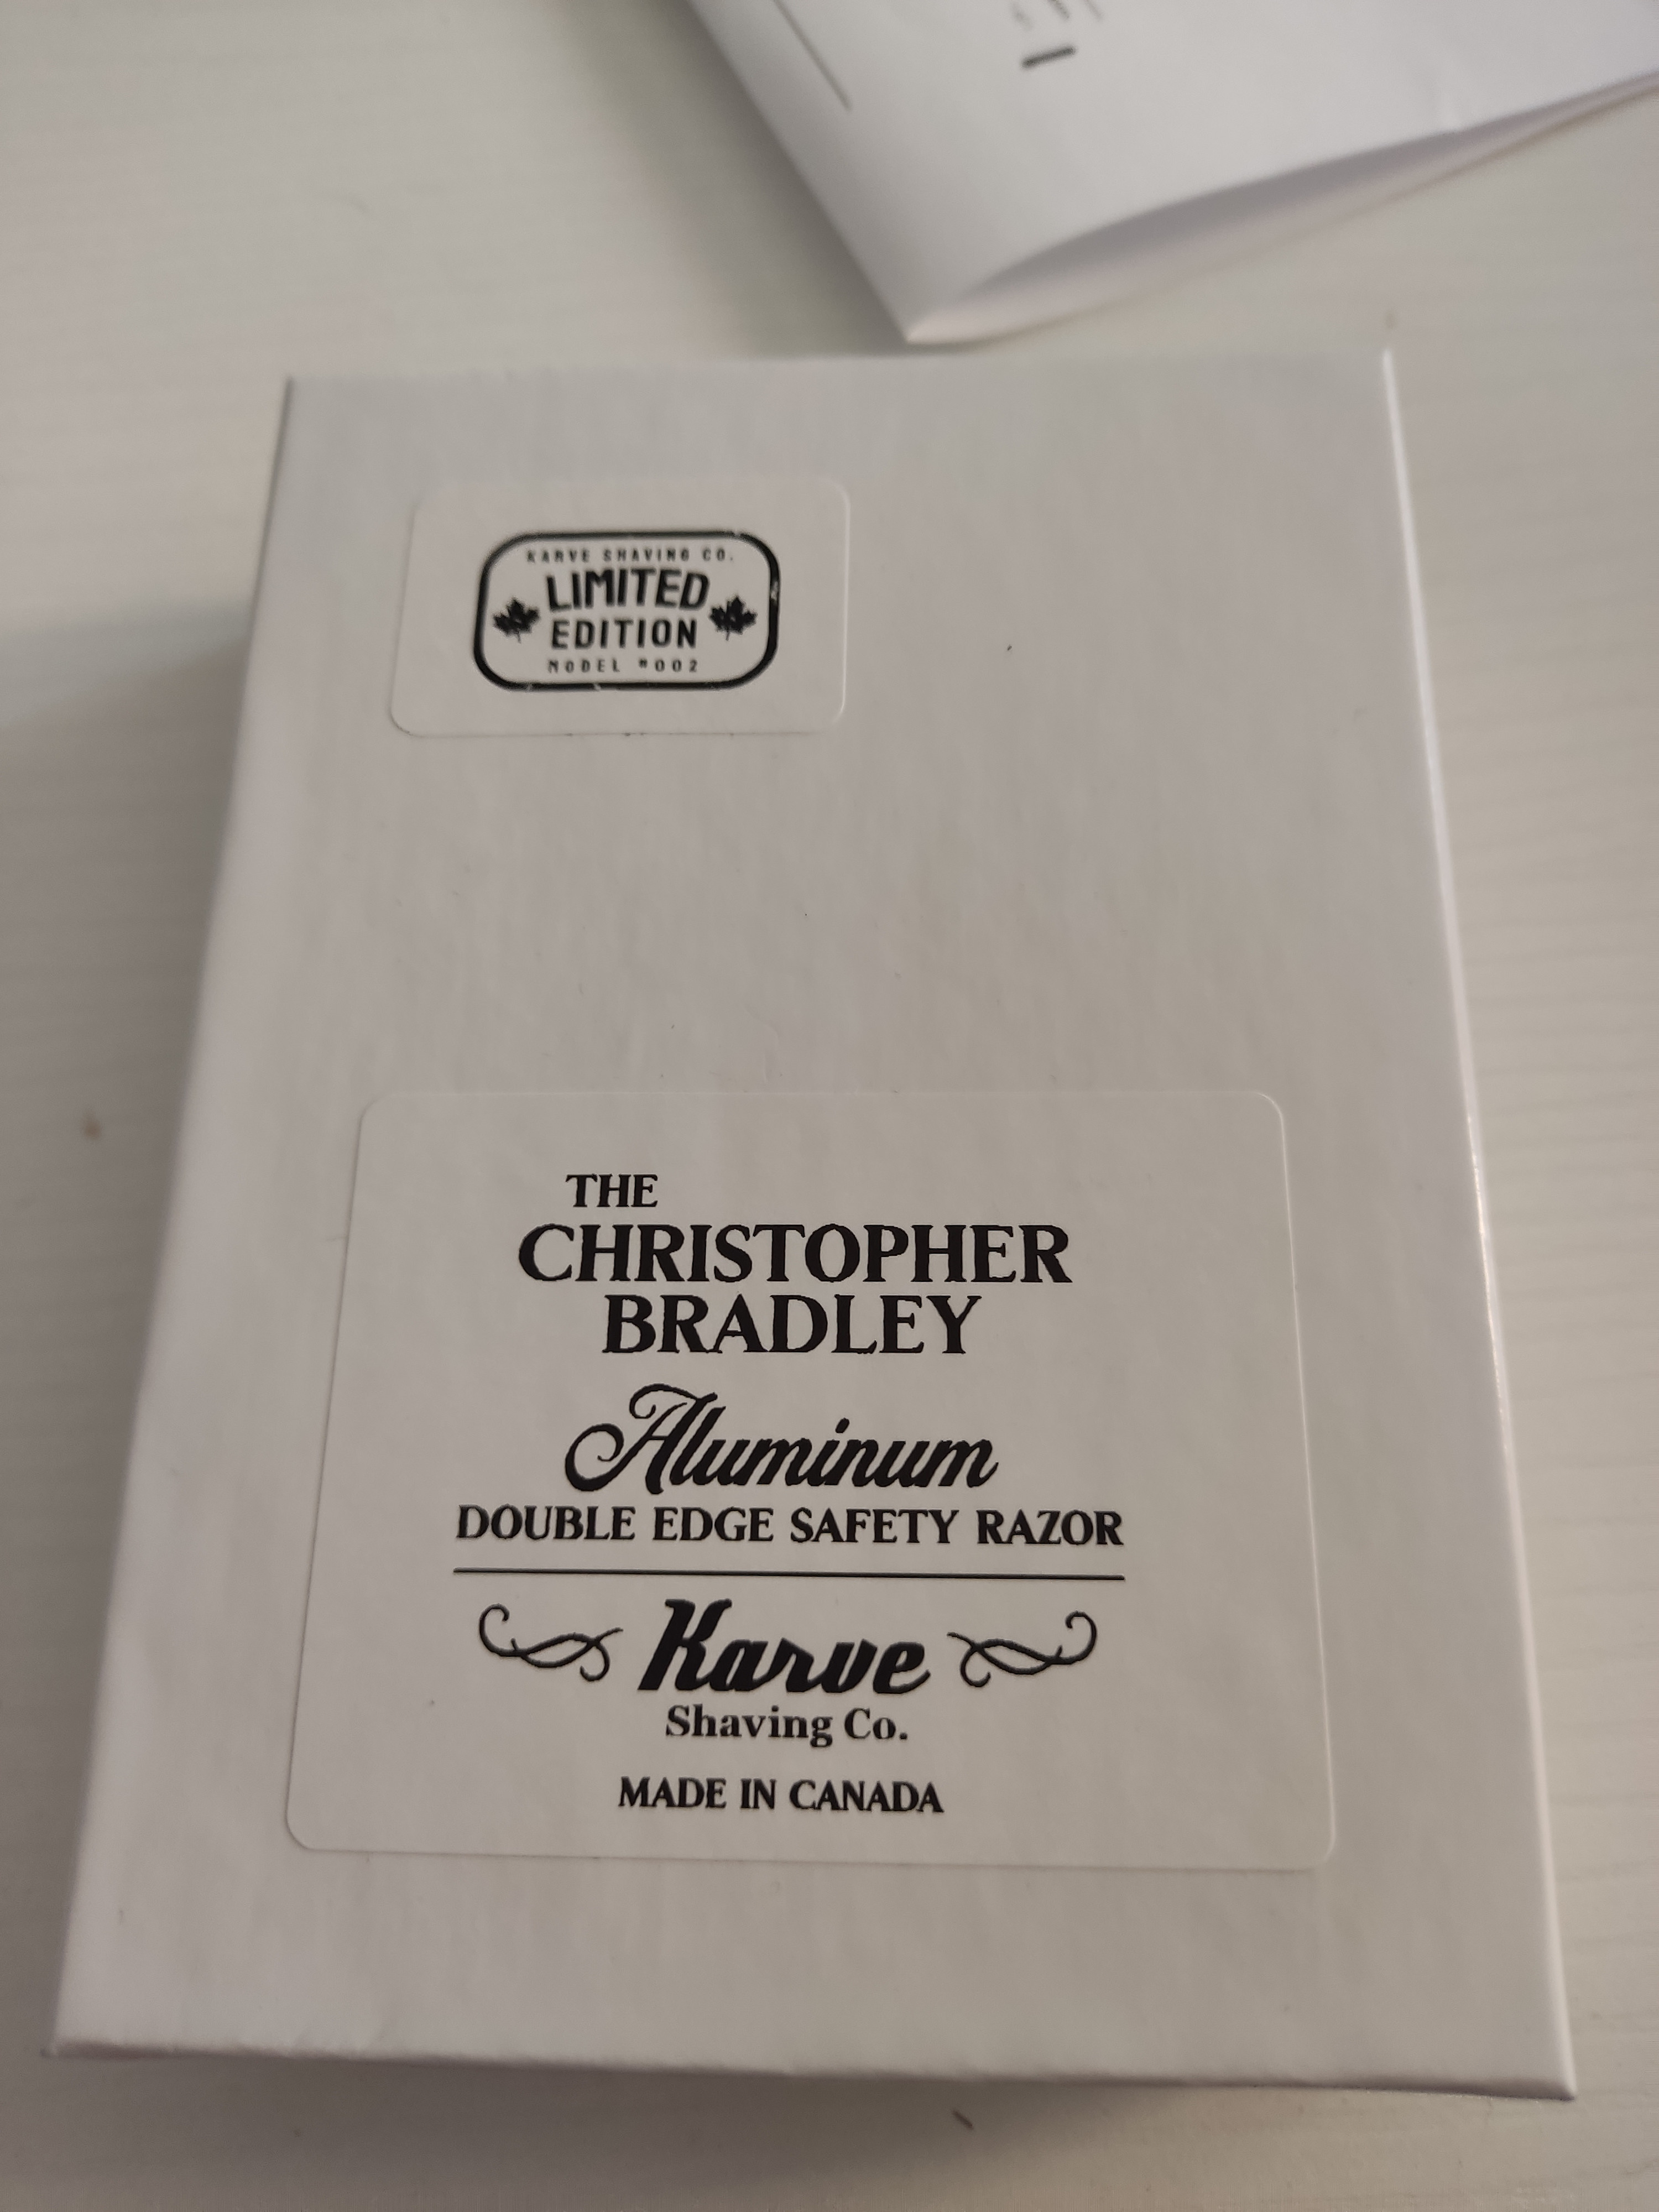 KARVE SHAVING CO.
LIMITED
EDITION
MODEL #002
THE
CHRISTOPHER
BRADLEY
Aluminum
DOUBLE EDGE SAFETY RAZOR
Karve
Shaving Co.
MADE IN CANADA